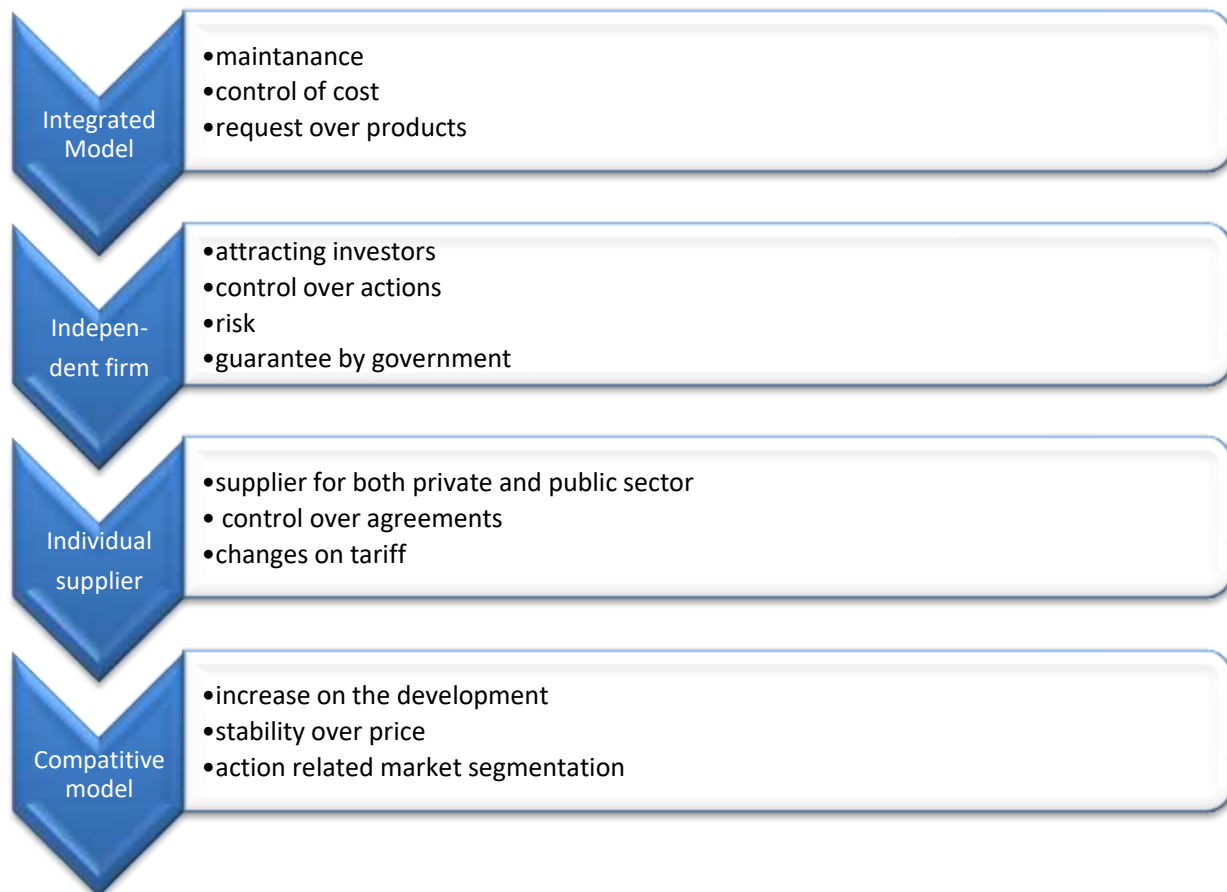 Integrated
Model
•maintanance
•control of cost
•request over products
Indepen-
dent firm
•attracting investors
•control over actions
•risk
•guarantee by government
Individual
supplier
•supplier for both private and public sector
• control over agreements
•changes on tariff
Compatitive
model
•increase on the development
•stability over price
•action related market segmentation